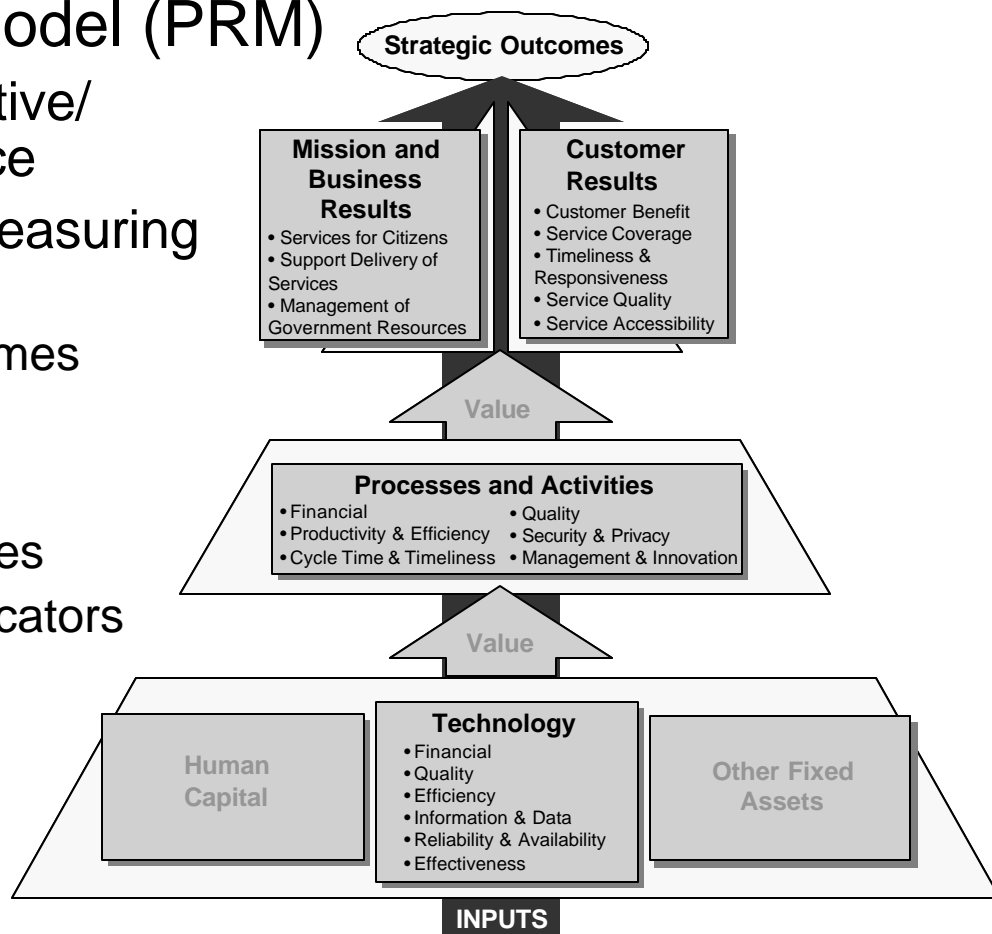 odel (PRM)
tive/
ce
easuring
mes
es
cators
Strategic Outcomes
Mission and
Business
Results
• Services for Citizens
• Support Delivery of
Services
• Management of
Government Resources
Customer
Results
• Customer Benefit
• Service Coverage
• Timeliness &
Responsiveness
• Service Quality
• Service Accessibility
Value
Processes and Activities
• Financial
• Productivity & Efficiency
• Cycle Time & Timeliness
• Quality
• Security & Privacy
• Management & Innovation
Value
Human
Capital
Technology
• Financial
• Quality
• Efficiency
• Information & Data
• Reliability & Availability
• Effectiveness
Other Fixed
Assets
INPUTS